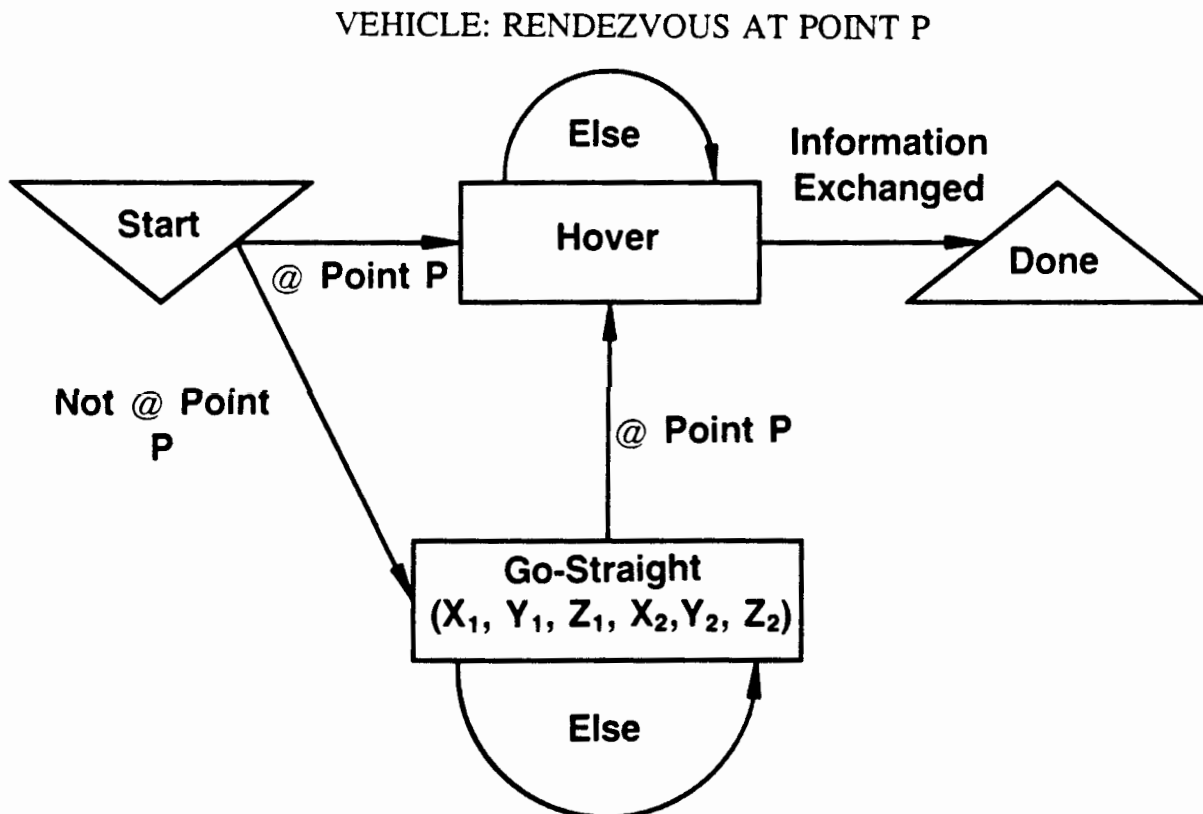 VEHICLE: RENDEZVOUS AT POINT P
Else
Information
Exchanged
Start
Hover
Done
@ Point P
Not @ Point
P
@ Point P
Go-Straight
(X₁, Y₁, Z₁, X₂,Y₂, Z₂)
Else